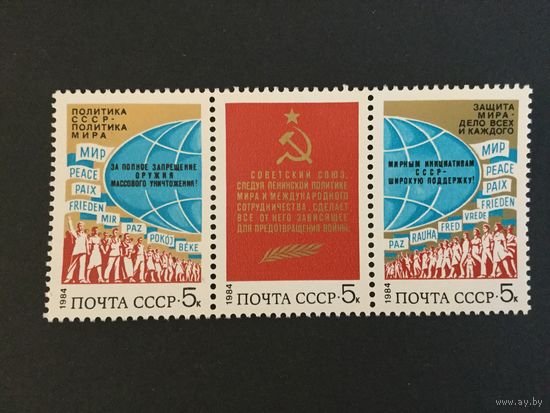 ПОЛИТИКА
СССР-
ПОЛИТИКА
МИРА
МИР
PEACE
PAIX
FRIEDEN
MIR
PAZ
POKOJ
BÉKE
ЗА ПОЛНОЕ ЗАПРЕЩЕНИЕ
ОРУЖИЯ
МАССОВОГО УНИЧТОЖЕНИЯ!
1984
ПОЧТА СССР·5к
СОВЕТСКИЙ СОЮЗ,
СЛЕДУЯ ЛЕНИНСКОЙ ПОЛИТИКЕ
МИРА И МЕЖДУНАРОДНОГО
СОТРУДНИЧЕСТВА, СДЕЛАЕТ
ВСЕ ОТ НЕГО ЗАВИСЯЩЕЕ
ДЛЯ ПРЕДОТВРАЩЕНИЯ ВОЙНЫ.
1984
ПОЧТА СССР·5к
ЗАЩИТА
МИРА-
ДЕЛО ВСЕХ
И КАЖДОГО
МИРНЫМ ИНИЦИАТИВАМ
СССР-
ШИРОКУЮ ПОДДЕРЖКУ!
МИР
PEACE
PAIX
FRIEDEN
VREDE
FRED
RAUHA
PAZ
1984
ПОЧТА СССР·5к
www.ay.by